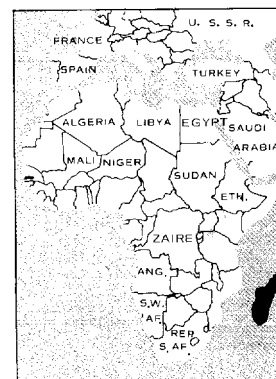 U. S. S. R.
FRANCE
SPAIN
TURKEY
ALGERIA
LIBYA
EGYPT
SAUDI
ARABIA
MALI
NIGER
SUDAN
ETH.
ZAIRE
ANG.
S.W.
AF.
REP.
S. AF.